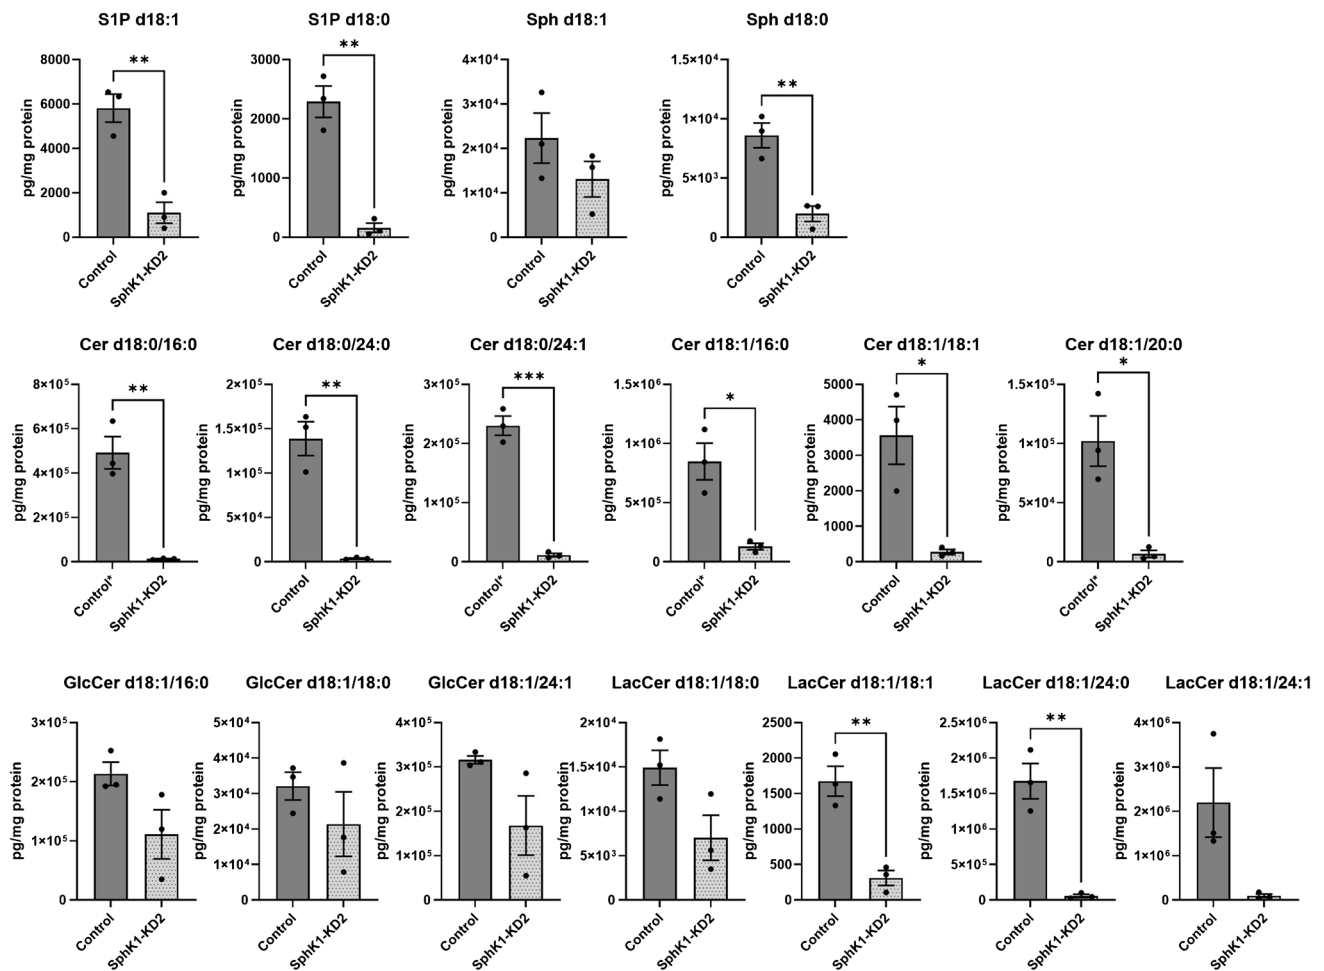 S1P d18:1
S1P d18:0
Sph d18:1
Sph d18:0
**
**
**
8000
6000
4000
2000
0
pg/mg protein
Control
SphK1-KD2
3000
2000
1000
0
pg/mg protein
Control
SphK1-KD2
4×10⁴
3×10⁴
2×10⁴
1×10⁴
0
pg/mg protein
Control
SphK1-KD2
1.5×10⁴
1×10⁴
5×10³
0
pg/mg protein
Control
SphK1-KD2
Cer d18:0/16:0
**
8×10⁵
6×10⁵
4×10⁵
2×10⁵
0
pg/mg protein
Control*
SphK1-KD2
Cer d18:0/24:0
**
2×10⁵
1.5×10⁵
1×10⁵
5×10⁴
0
pg/mg protein
Control
SphK1-KD2
Cer d18:0/24:1
***
3×10⁵
2×10⁵
1×10⁵
0
pg/mg protein
Control*
SphK1-KD2
Cer d18:1/16:0
*
1.5×10⁶
1×10⁶
5×10⁵
0
pg/mg protein
Control*
SphK1-KD2
Cer d18:1/18:1
*
5000
4000
3000
2000
1000
0
pg/mg protein
Control
SphK1-KD2
Cer d18:1/20:0
*
1.5×10⁵
1×10⁵
5×10⁴
0
pg/mg protein
Control*
SphK1-KD2
GlcCer d18:1/16:0
3×10⁵
2×10⁵
1×10⁵
0
pg/mg protein
Control
SphK1-KD2
GlcCer d18:1/18:0
5×10⁴
4×10⁴
3×10⁴
2×10⁴
1×10⁴
0
pg/mg protein
Control
SphK1-KD2
GlcCer d18:1/24:1
4×10⁵
3×10⁵
2×10⁵
1×10⁵
0
pg/mg protein
Control
SphK1-KD2
LacCer d18:1/18:0
2×10⁴
1.5×10⁴
1×10⁴
5×10³
0
pg/mg protein
Control
SphK1-KD2
LacCer d18:1/18:1
**
2500
2000
1500
1000
500
0
pg/mg protein
Control
SphK1-KD2
LacCer d18:1/24:0
**
2.5×10⁶
2×10⁶
1.5×10⁶
1×10⁶
5×10⁵
0
pg/mg protein
Control
SphK1-KD2
LacCer d18:1/24:1
4×10⁶
3×10⁶
2×10⁶
1×10⁶
0
pg/mg protein
Control
SphK1-KD2